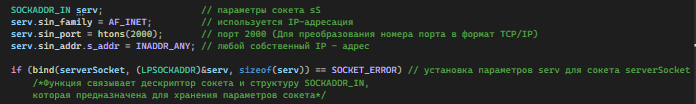 SOCKADDR_IN serv; // параметры сокета sS
serv.sin_family = AF_INET; // используется IP-адресация
serv.sin_port = htons(2000); // порт 2000 (Для преобразования номера порта в формат TCP/IP)
serv.sin_addr.s_addr = INADDR_ANY; // любой собственный IP - адрес
if (bind(serverSocket, (LPSOCKADDR)&serv, sizeof(serv)) == SOCKET_ERROR) // установка параметров serv для сокета serverSocket
/*Функция связывает дескриптор сокета и структуру SOCKADDR_IN,
которая предназначена для хранения параметров сокета*/